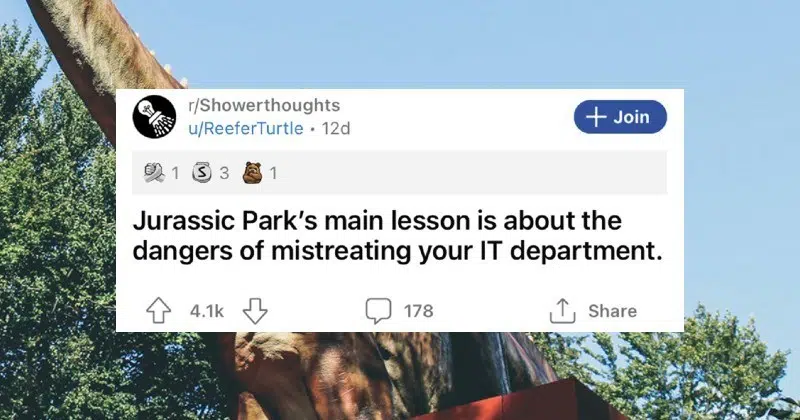 r/Showerthoughts
u/ReeferTurtle • 12d
+ Join
1 S 3 1
Jurassic Park's main lesson is about the
dangers of mistreating your IT department.
4.1k 178 Share